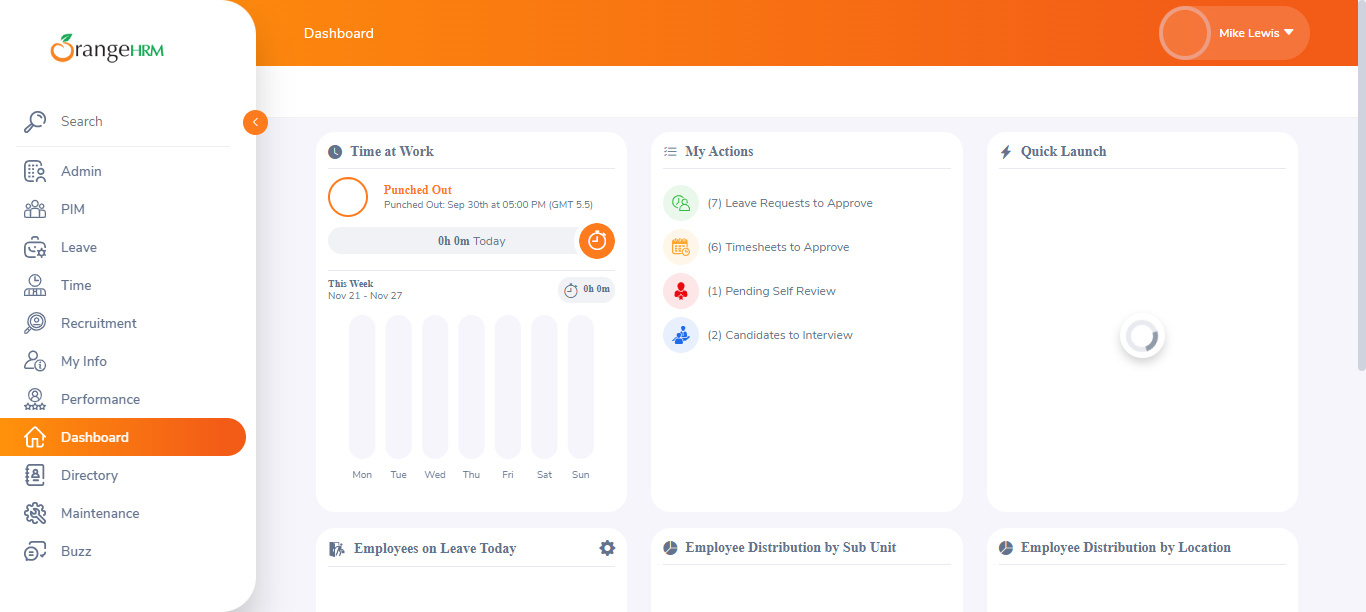 OrangeHRM
Dashboard
Mike Lewis
Search
Admin
PIM
Leave
Time
Recruitment
My Info
Performance
Dashboard
Directory
Maintenance
Buzz
Time at Work
Punched Out
Punched Out: Sep 30th at 05:00 PM (GMT 5.5)
0h 0m Today
This Week
Nov 21 - Nov 27
0h 0m
Mon Tue Wed Thu Fri Sat Sun
My Actions
(7) Leave Requests to Approve
(6) Timesheets to Approve
(1) Pending Self Review
(2) Candidates to Interview
Quick Launch
Employees on Leave Today
Employee Distribution by Sub Unit
Employee Distribution by Location